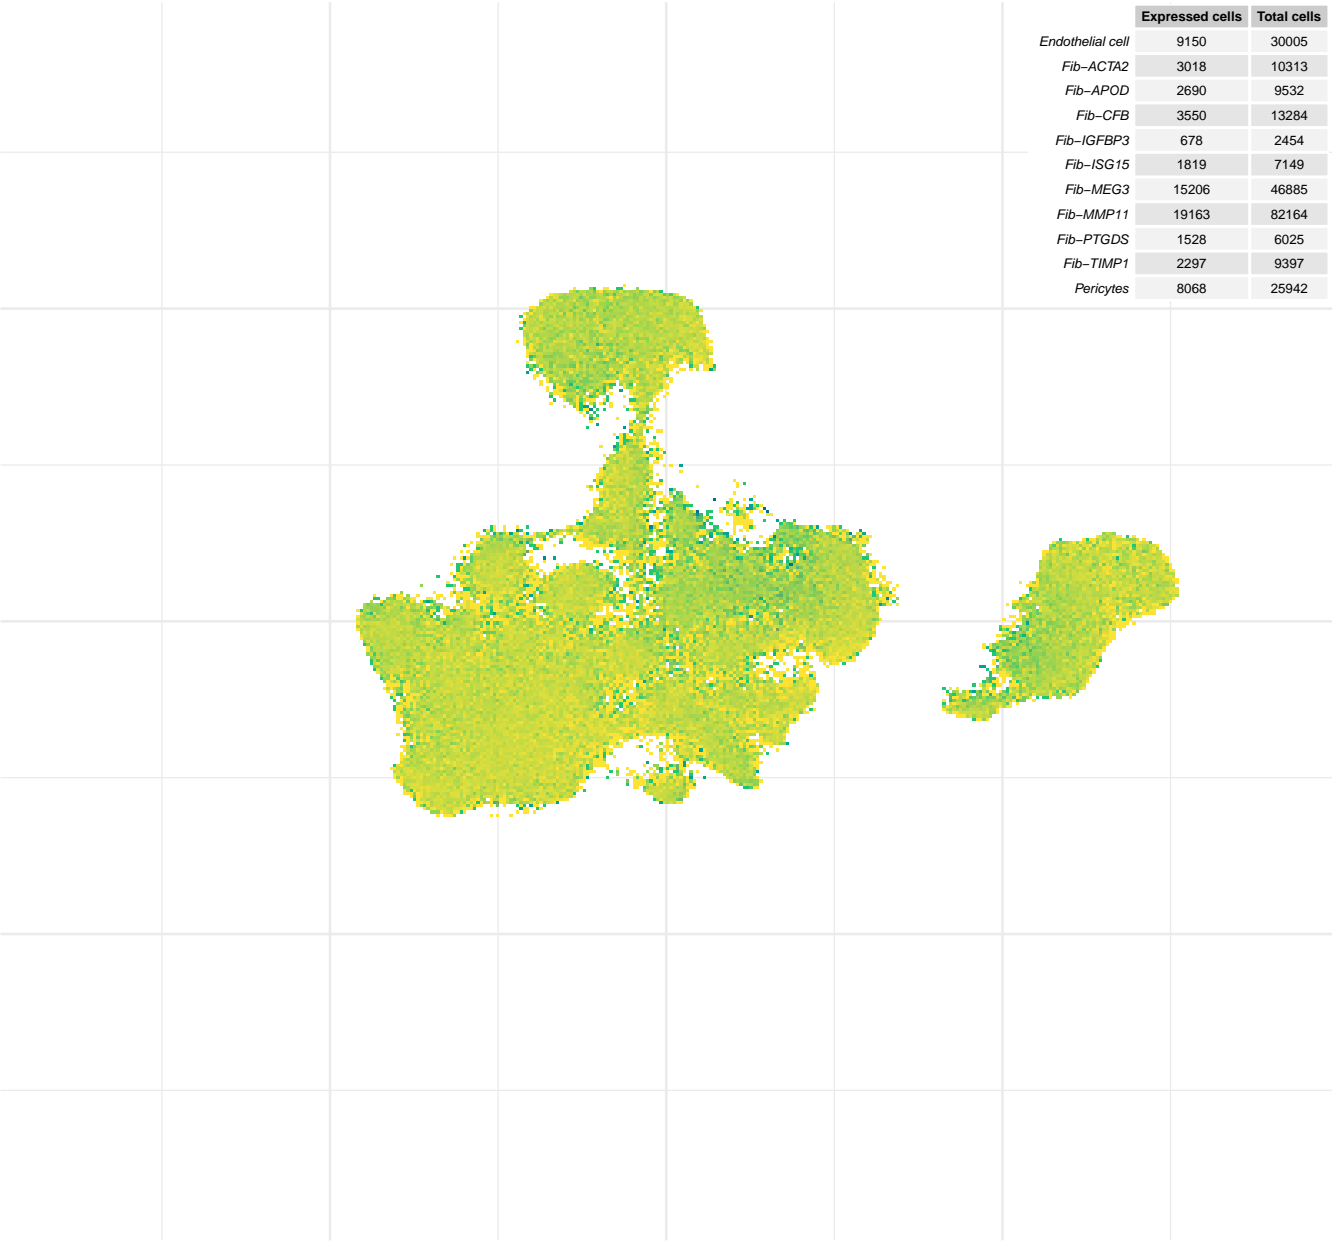 Expressed cells Total cells
Endothelial cell 9150 30005
Fib−ACTA2 3018 10313
Fib−APOD 2690 9532
Fib−CFB 3550 13284
Fib−IGFBP3 678 2454
Fib−ISG15 1819 7149
Fib−MEG3 15206 46885
Fib−MMP11 19163 82164
Fib−PTGDS 1528 6025
Fib−TIMP1 2297 9397
Pericytes 8068 25942